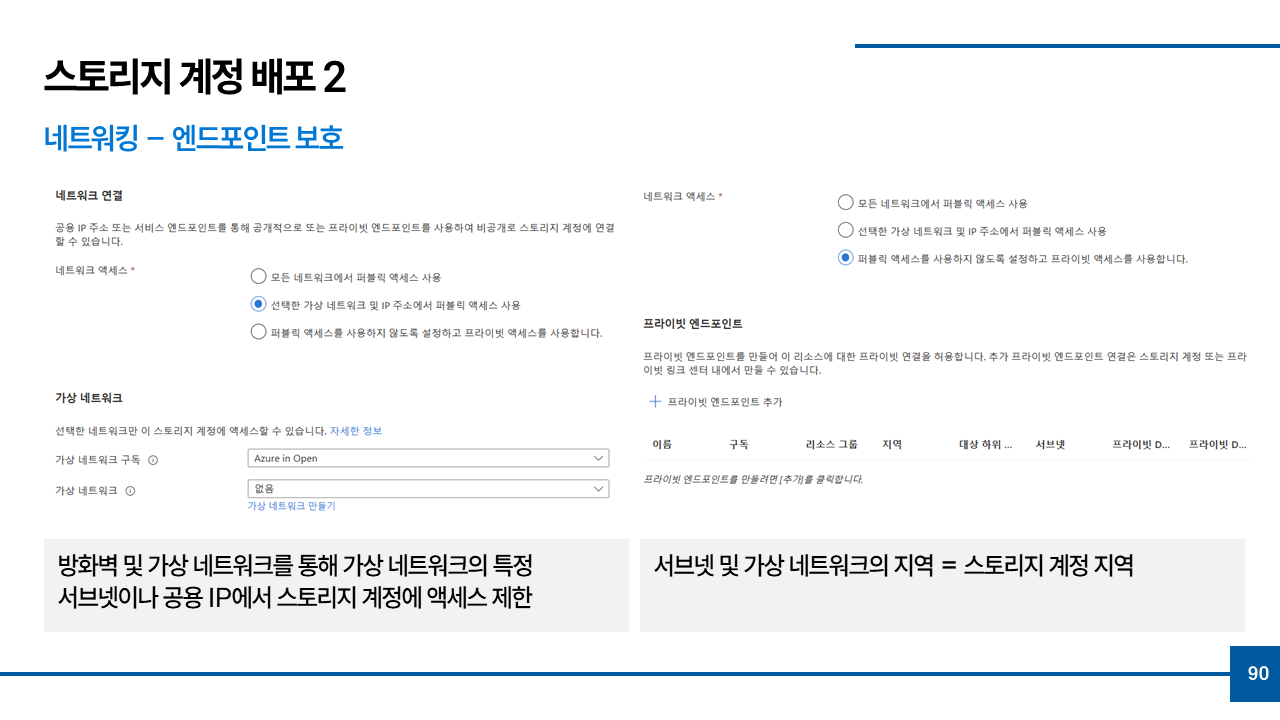 스토리지 계정 배포 2
네트워킹 – 엔드포인트 보호
네트워크 연결
공용 IP 주소 또는 서비스 엔드포인트를 통해 공개적으로 또는 프라이빗 엔드포인트를 사용하여 비공개로 스토리지 계정에 연결
할 수 있습니다.
네트워크 액세스 *
모든 네트워크에서 퍼블릭 액세스 사용
선택한 가상 네트워크 및 IP 주소에서 퍼블릭 액세스 사용
퍼블릭 액세스를 사용하지 않도록 설정하고 프라이빗 액세스를 사용합니다.
가상 네트워크
선택한 네트워크만 이 스토리지 계정에 액세스할 수 있습니다. 자세한 정보
가상 네트워크 구독
Azure in Open
가상 네트워크
없음
가상 네트워크 만들기
방화벽 및 가상 네트워크를 통해 가상 네트워크의 특정
서브넷이나 공용 IP에서 스토리지 계정에 액세스 제한
네트워크 액세스 *
모든 네트워크에서 퍼블릭 액세스 사용
선택한 가상 네트워크 및 IP 주소에서 퍼블릭 액세스 사용
퍼블릭 액세스를 사용하지 않도록 설정하고 프라이빗 액세스를 사용합니다.
프라이빗 엔드포인트
프라이빗 엔드포인트를 만들어 이 리소스에 대한 프라이빗 연결을 허용합니다. 추가 프라이빗 엔드포인트 연결은 스토리지 계정 또는 프라
이빗 링크 센터 내에서 만들 수 있습니다.
프라이빗 엔드포인트 추가
이름 구독 리소스 그룹 지역 대상 하위 ... 서브넷 프라이빗 D... 프라이빗 D...
프라이빗 엔드포인트를 만들려면 [추가]를 클릭합니다.
서브넷 및 가상 네트워크의 지역 = 스토리지 계정 지역
90